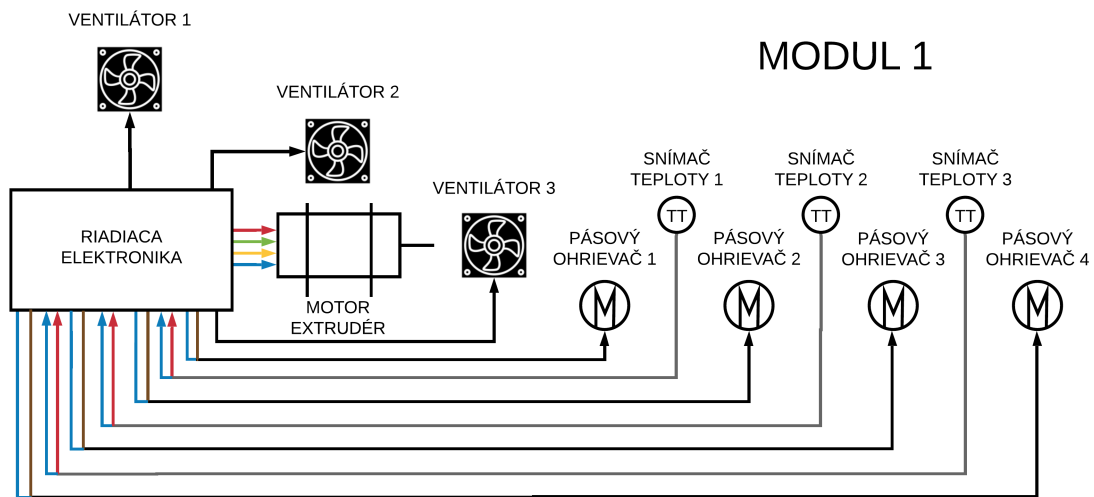 VENTILÁTOR 1
MODUL 1
VENTILÁTOR 2
VENTILÁTOR 3
SNÍMAČ
TEPLOTY 1
SNÍMAČ
TEPLOTY 2
SNÍMAČ
TEPLOTY 3
TT
TT
TT
RIADIACA
ELEKTRONIKA
PÁSOVÝ
OHRIEVAČ 1
PÁSOVÝ
OHRIEVAČ 2
PÁSOVÝ
OHRIEVAČ 3
PÁSOVÝ
OHRIEVAČ 4
MOTOR
EXTRUDÉR